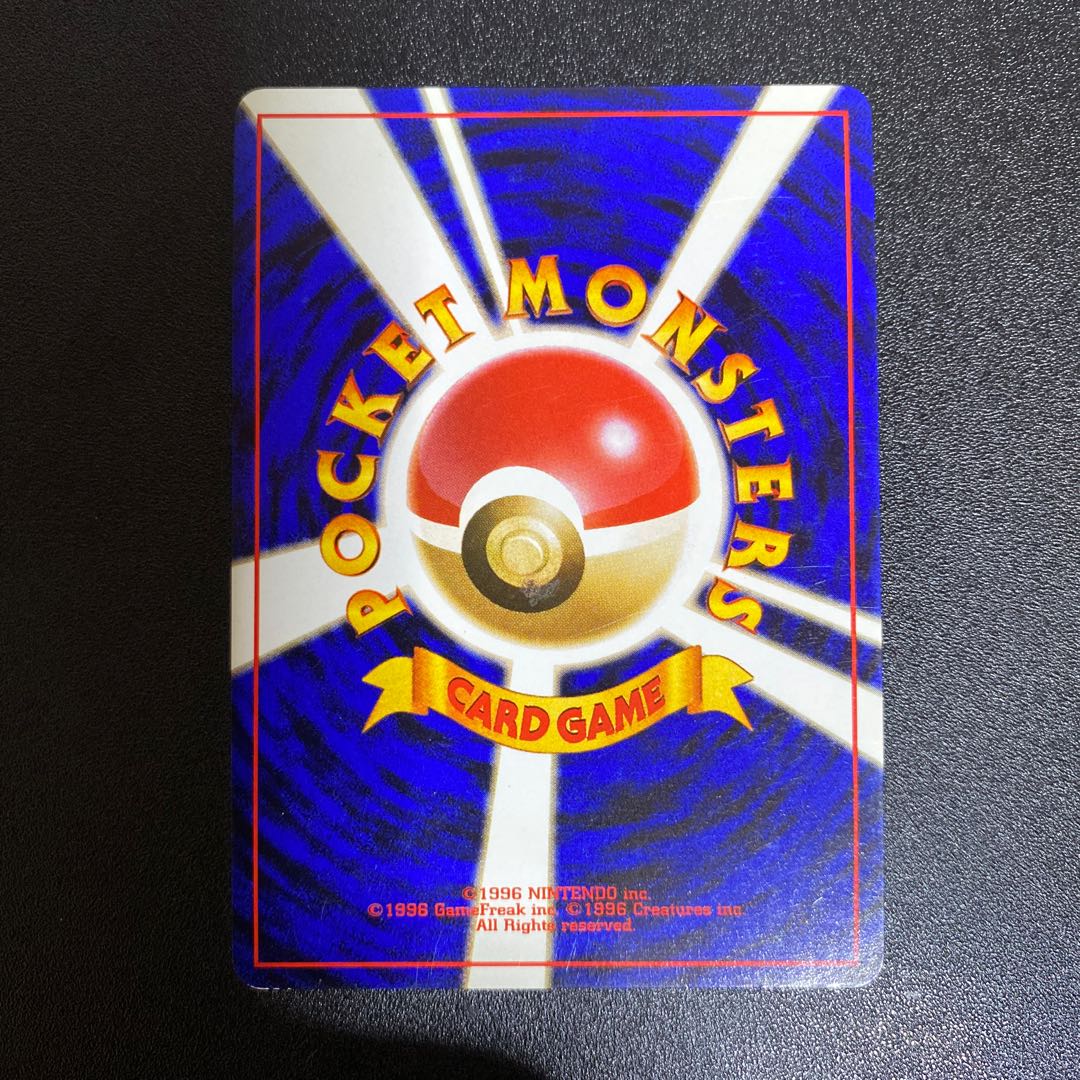 POCKET MONSTERS
CARD GAME
©1996 NINTENDO inc.
©1996 GameFreak inc. ©1996 Creatures inc.
All Rights reserved.